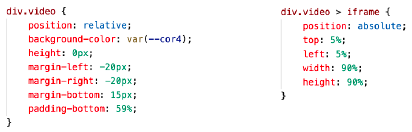 div.video {
position: relative;
background-color: var(--cor4);
height: 0px;
margin-left: -20px;
margin-right: -20px;
margin-bottom: 15px;
padding-bottom: 59%;
}
div.video > iframe {
position: absolute;
top: 5%;
left: 5%;
width: 90%;
height: 90%;
}